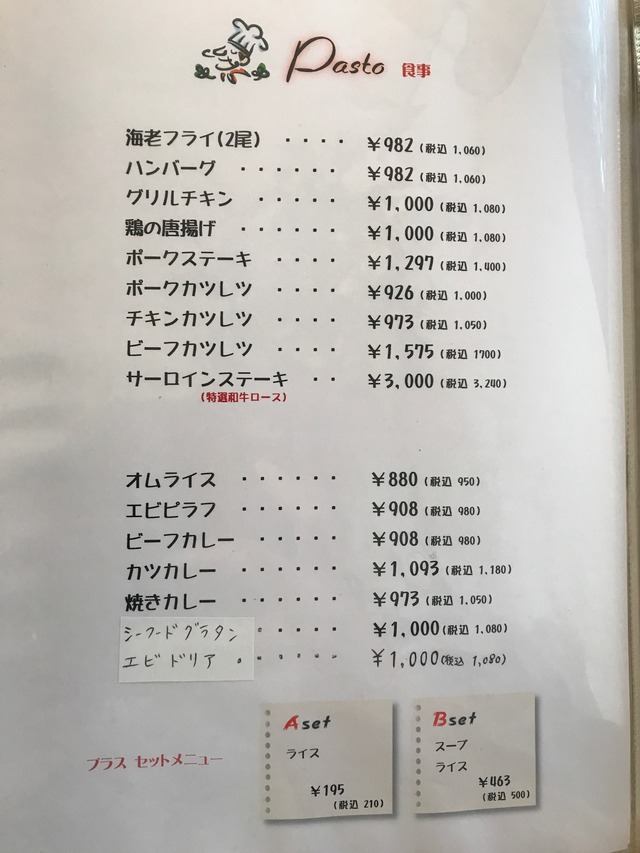 Pasto 食事
海老フライ(2尾) ・・・・ ¥982 (税込 1,060)
ハンバーグ ・・・・・・ ¥982 (税込 1,060)
グリルチキン ・・・・・ ¥1,000 (税込 1,080)
鶏の唐揚げ ・・・・・・ ¥1,000 (税込 1,080)
ポークステーキ ・・・・ ¥1,297 (税込 1,400)
ポークカツレツ ・・・・ ¥926 (税込 1,000)
チキンカツレツ ・・・・ ¥973 (税込 1,050)
ビーフカツレツ ・・・・ ¥1,575 (税込 1700)
サーロインステーキ ・・ ¥3,000 (税込 3,240)
(特選和牛ロース)
オムライス ・・・・・・ ¥880 (税込 950)
エビピラフ ・・・・・・ ¥908 (税込 980)
ビーフカレー ・・・・・ ¥908 (税込 980)
カツカレー ・・・・・・ ¥1,093 (税込 1,180)
焼きカレー ・・・・・・ ¥973 (税込 1,050)
シーフードグラタン ・・・・・ ¥1,000 (税込 1,080)
エビドリア ・・・・・・ ¥1,000 (税込 1,080)
プラス セットメニュー
A set
ライス
¥195
(税込 210)
B set
スープ
ライス
¥463
(税込 500)